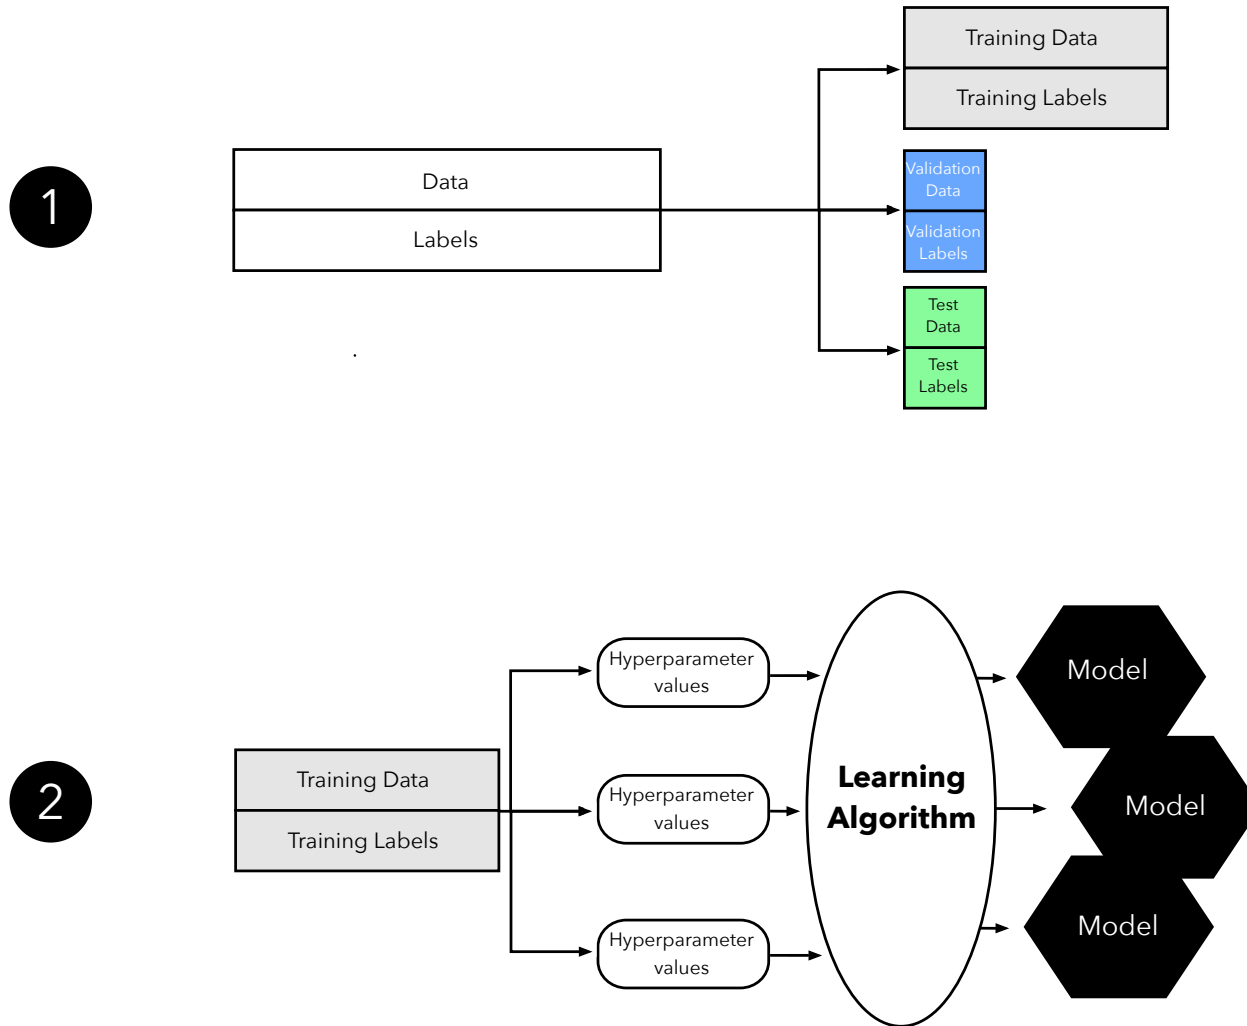 1
Data
Labels
Training Data
Training Labels
Validation
Data
Validation
Labels
Test
Data
Test
Labels
2
Training Data
Training Labels
Hyperparameter
values
Hyperparameter
values
Hyperparameter
values
Learning
Algorithm
Model
Model
Model